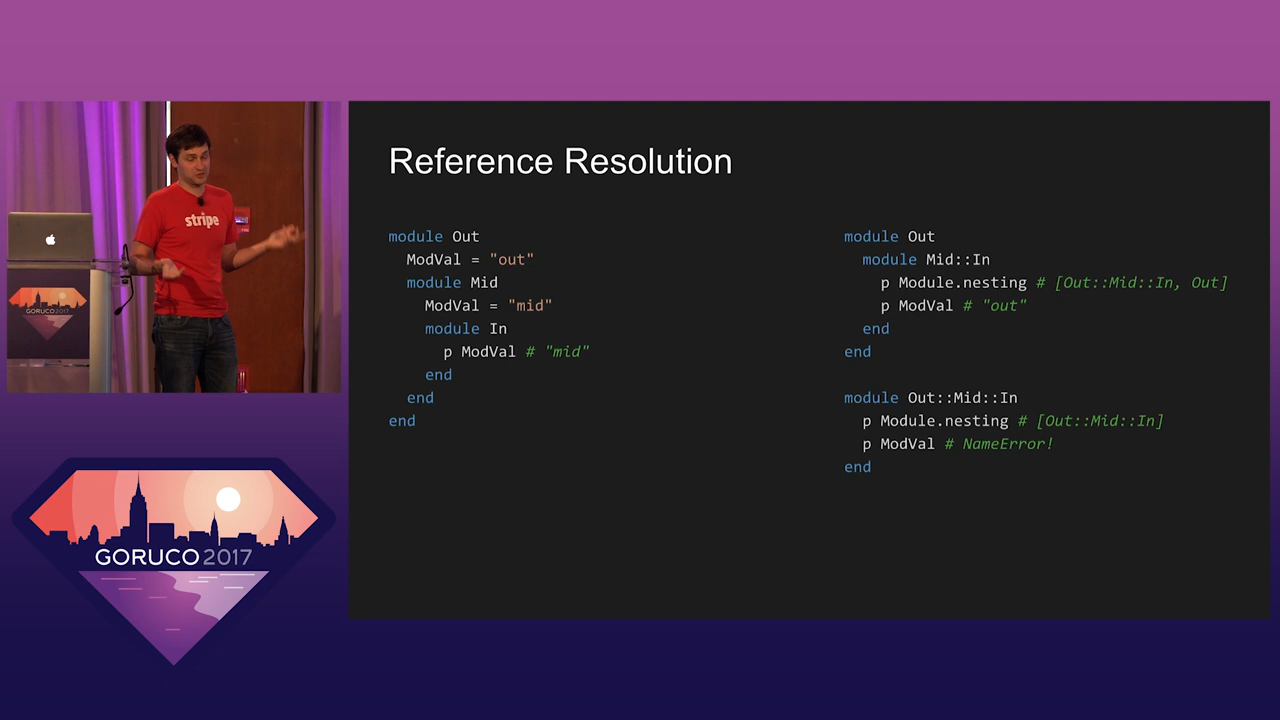 Reference Resolution
module Out
  ModVal = "out"
  module Mid
    ModVal = "mid"
    module In
      p ModVal # "mid"
    end
  end
end
module Out
  module Mid::In
    p Module.nesting # [Out::Mid::In, Out]
    p ModVal # "out"
  end
end
module Out::Mid::In
  p Module.nesting # [Out::Mid::In]
  p ModVal # NameError!
end
stripe
GORUCO 2017
GORUCO 2017